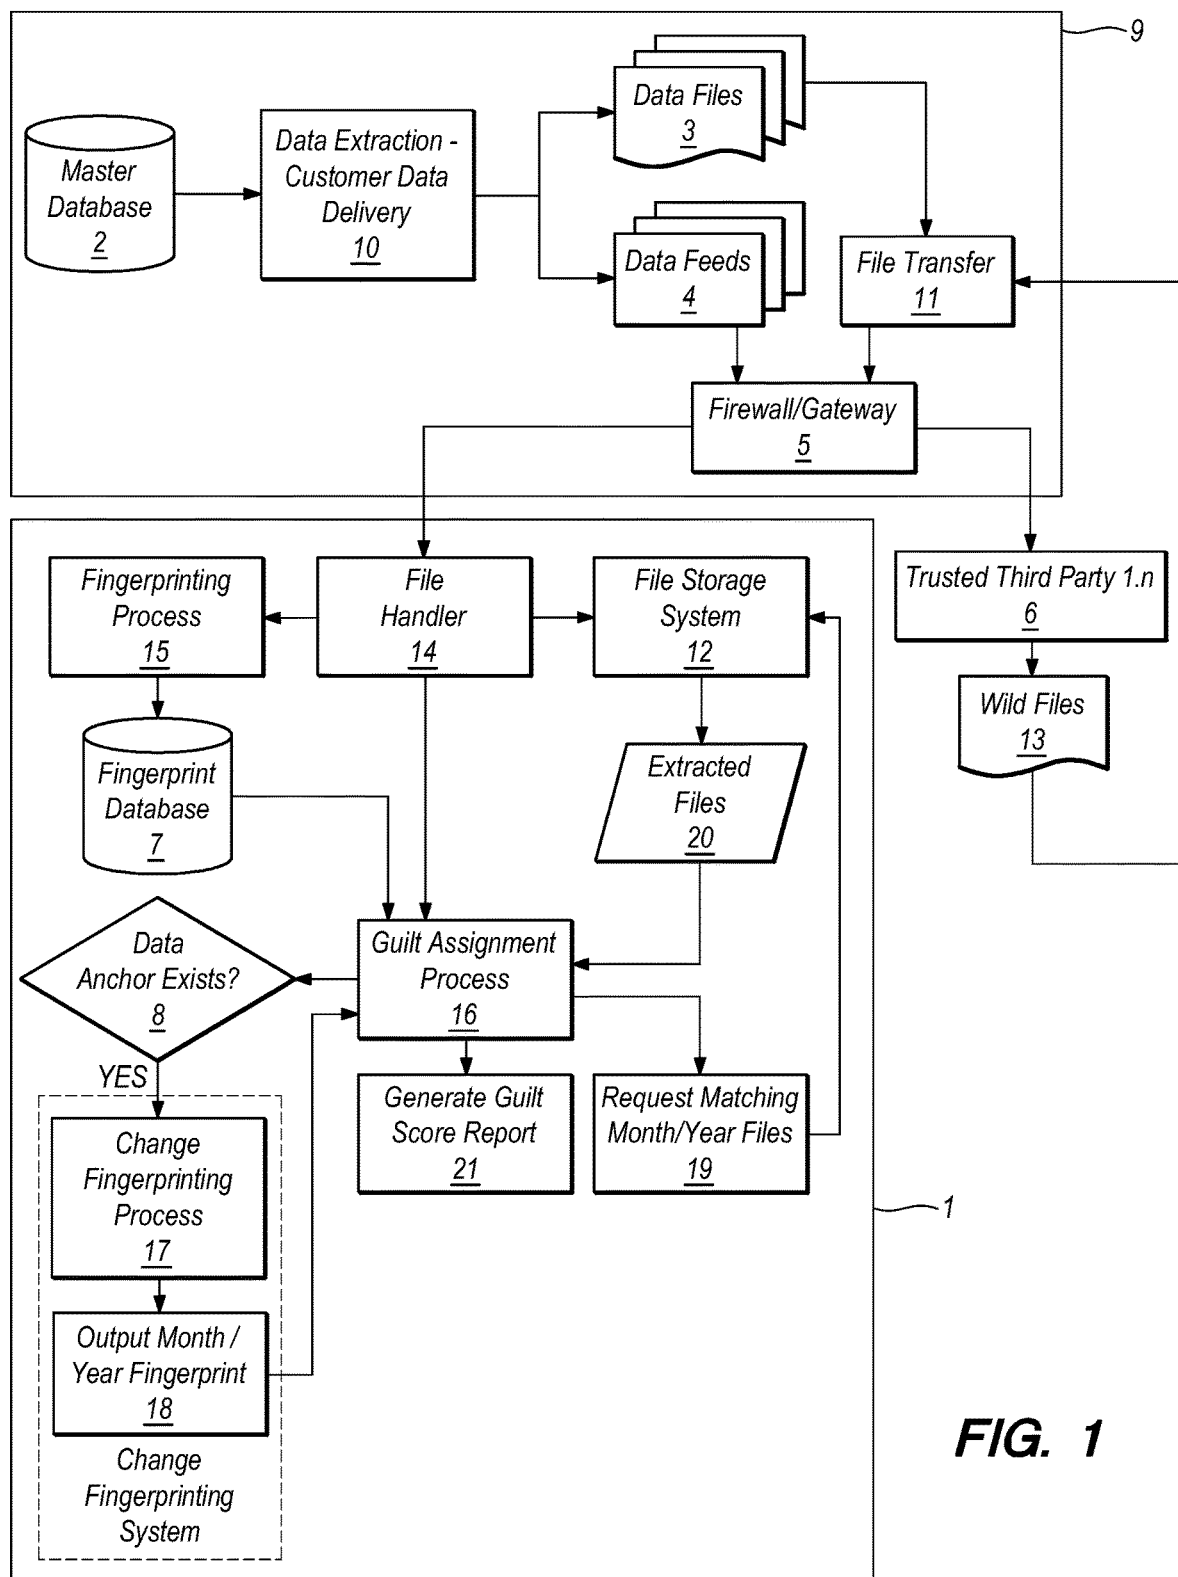 9
Data Files
3
Master
Database
2
Data Extraction -
Customer Data
Delivery
10
Data Feeds
4
File Transfer
11
Firewall/Gateway
5
Fingerprinting
Process
15
File
Handler
14
File Storage
System
12
Trusted Third Party 1.n
6
Wild Files
13
Fingerprint
Database
7
Extracted
Files
20
Data
Anchor Exists?
8
Guilt Assignment
Process
16
YES
Generate Guilt
Score Report
21
Request Matching
Month/Year Files
19
Change
Fingerprinting
Process
17
1
Output Month /
Year Fingerprint
18
Change
Fingerprinting
System
FIG. 1